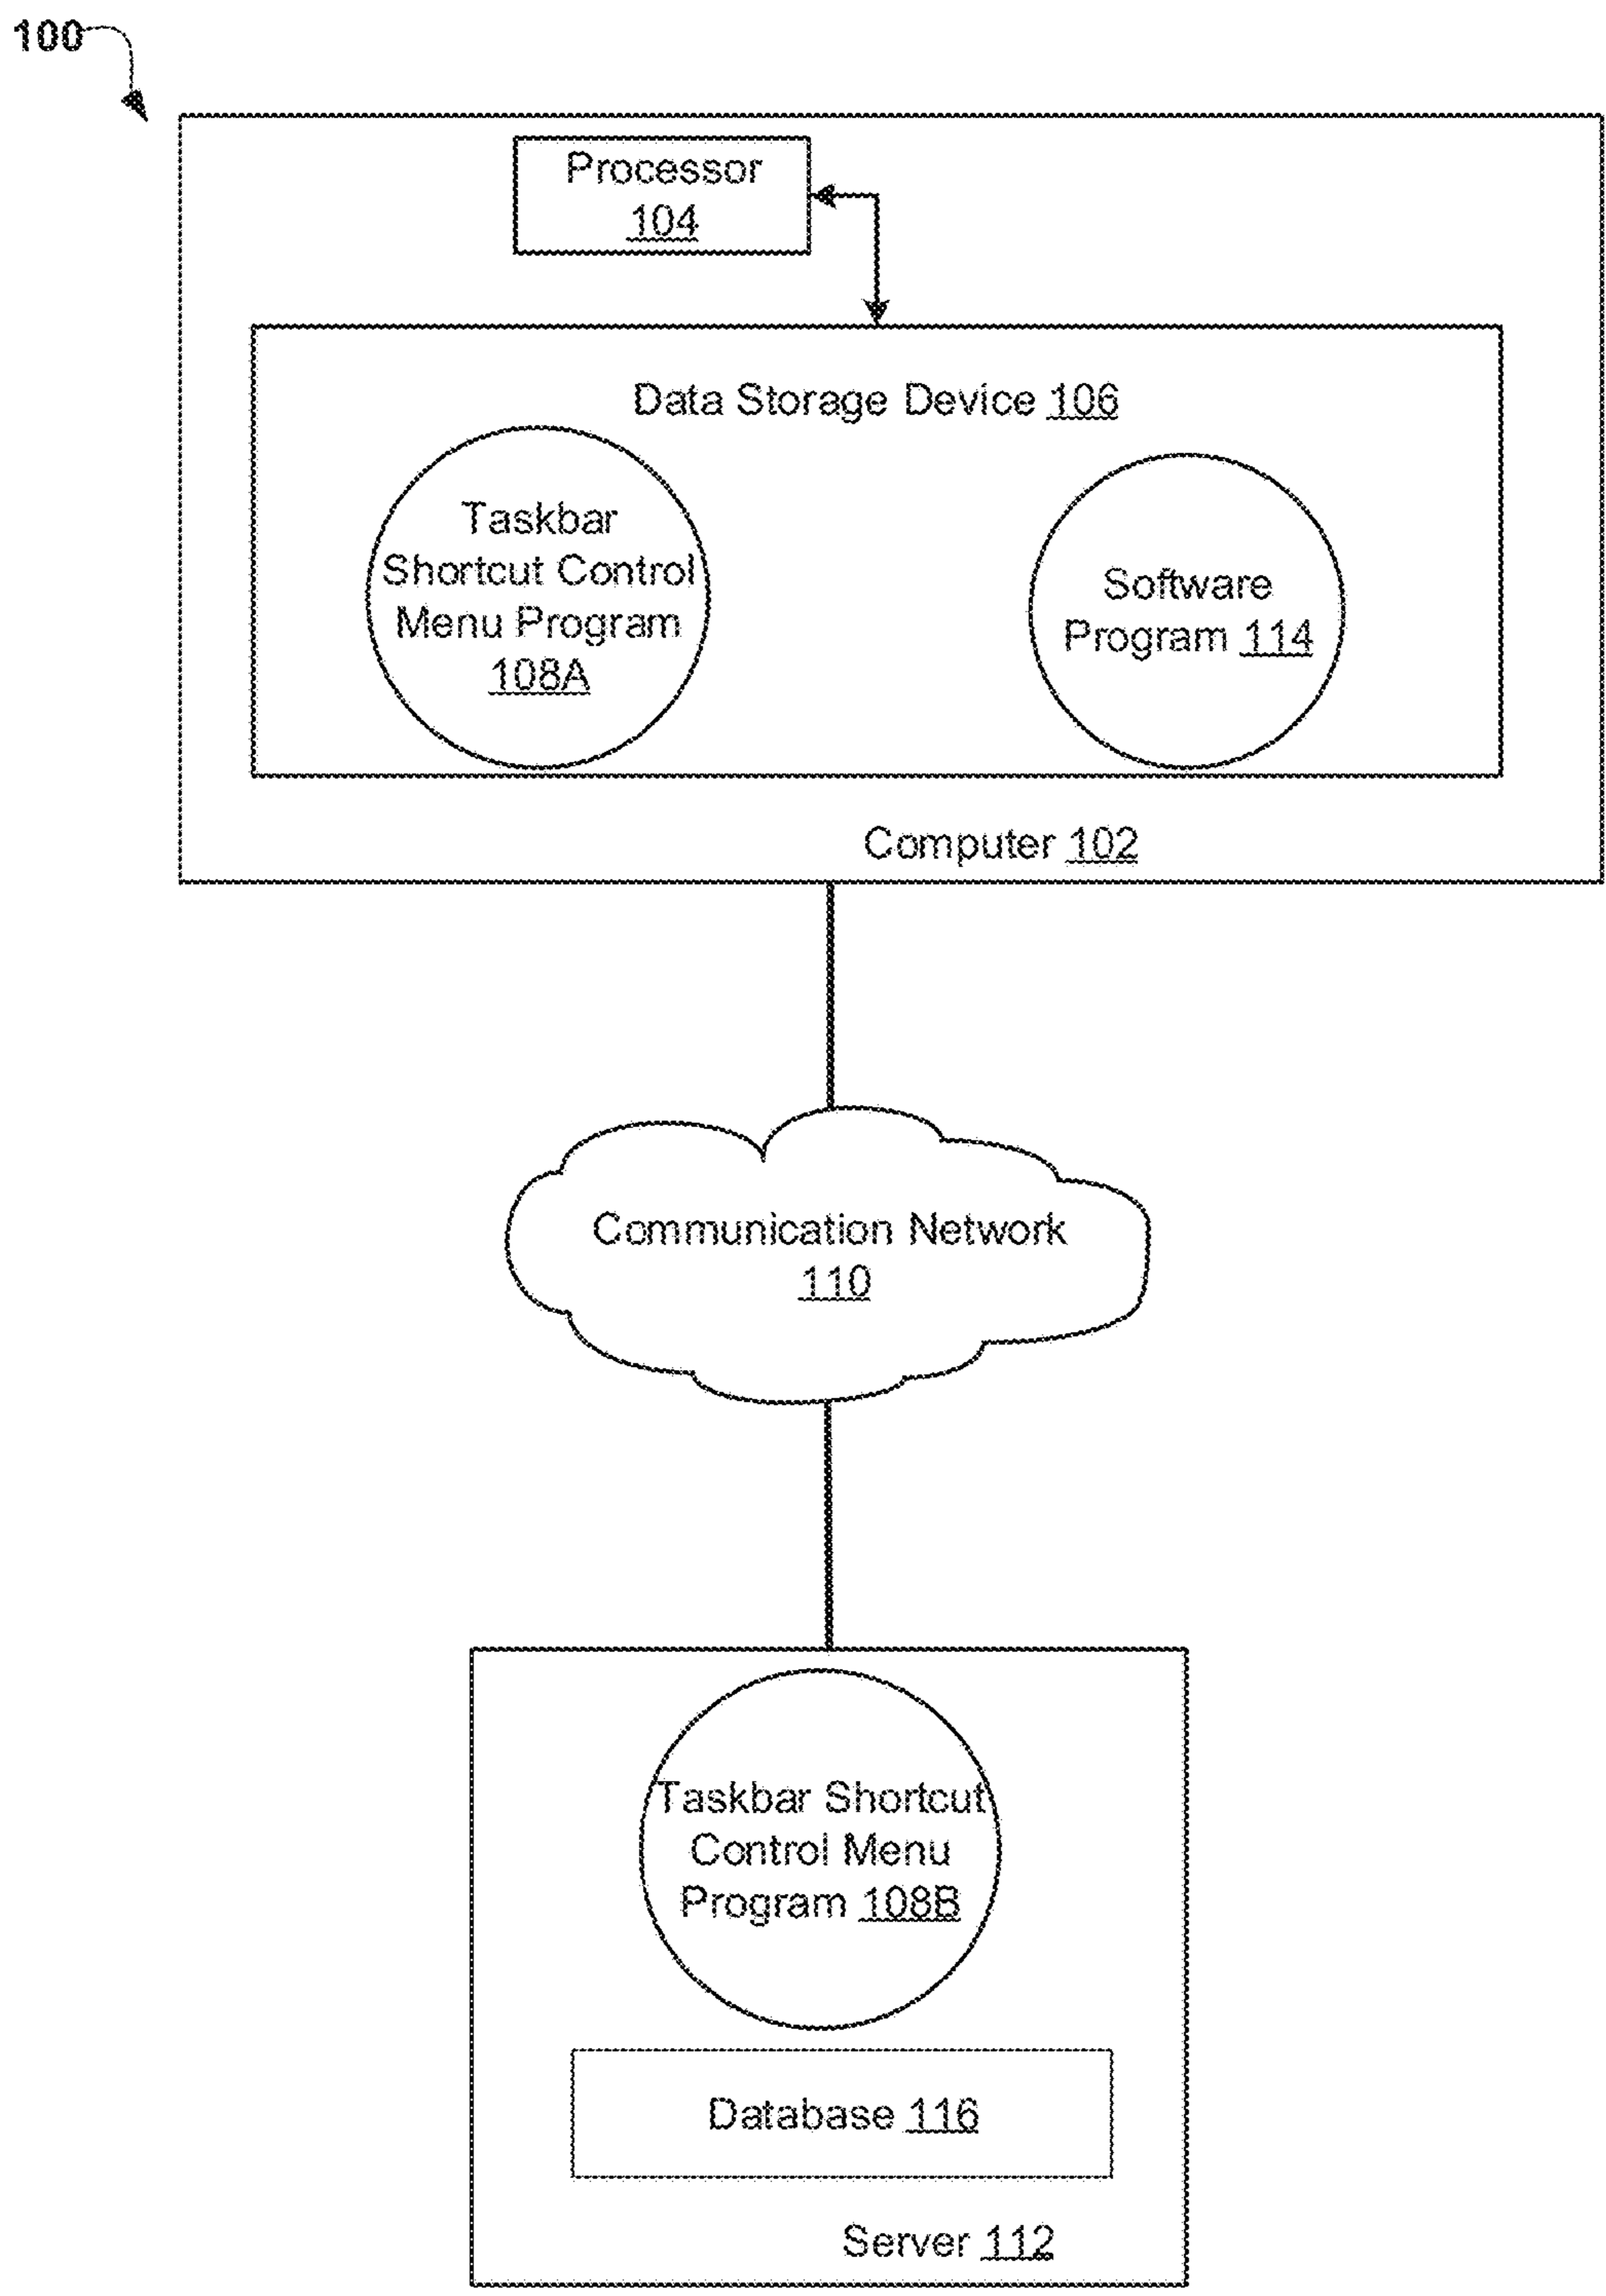 100
Processor
104
Data Storage Device 106
Taskbar
Shortcut Control
Menu Program
108A
Software
Program 114
Computer 102
Communication Network
110
Taskbar Shortcut
Control Menu
Program 108B
Database 116
Server 112